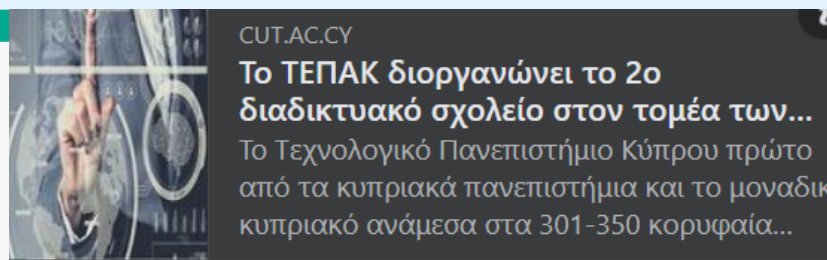 CUT.AC.CY
Το ΤΕΠΑΚ διοργανώνει το 2ο
διαδικτυακό σχολείο στον τομέα των...
Το Τεχνολογικό Πανεπιστήμιο Κύπρου πρώτο
από τα κυπριακά πανεπιστήμια και το μοναδικ
κυπριακό ανάμεσα στα 301-350 κορυφαία...